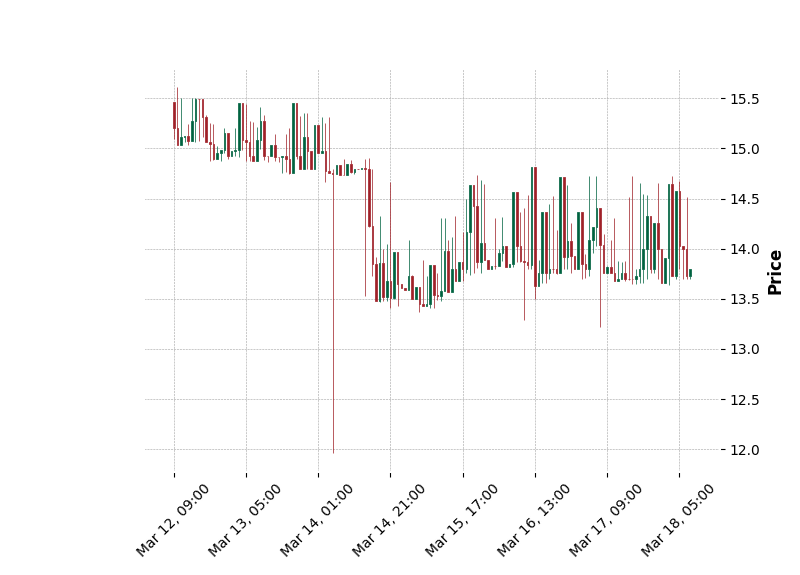 15.5
15.0
14.5
14.0
13.5
13.0
12.5
12.0
Price
Mar 12, 09:00
Mar 13, 05:00
Mar 14, 01:00
Mar 14, 21:00
Mar 15, 17:00
Mar 16, 13:00
Mar 17, 09:00
Mar 18, 05:00